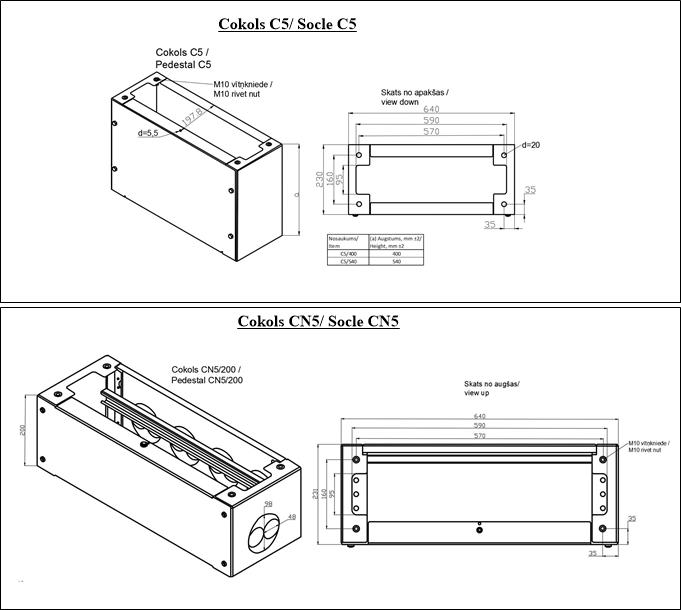 Cokols C5/ Socle C5
Cokols C5 /
Pedestal C5
M10 vītņkniede /
M10 rivet nut
197.8
d=5,5
a
Skats no apakšas /
view down
640
590
570
d=20
230
160
95
35
35
Nosaukums/
Item
(a) Augstums, mm ±2/
Height, mm ±2
C5/400 400
C5/540 540
Cokols CN5/ Socle CN5
Cokols CN5/200 /
Pedestal CN5/200
200
98
48
Skats no augšas/
view up
640
590
570
M10 vītņkniede /
M10 rivet nut
231
160
95
35
35